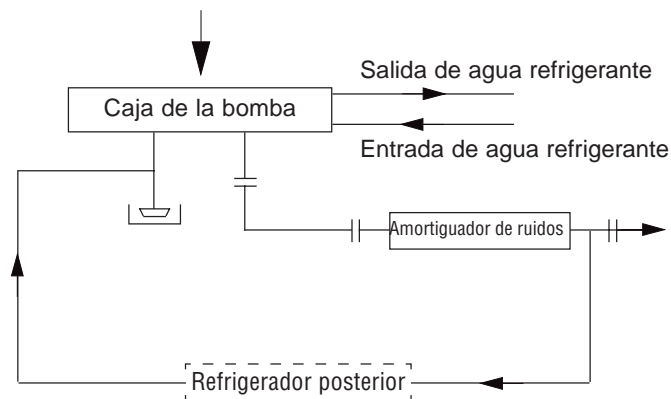 Salida de agua refrigerante
Caja de la bomba
Entrada de agua refrigerante
Amortiguador de ruidos
Refrigerador posterior